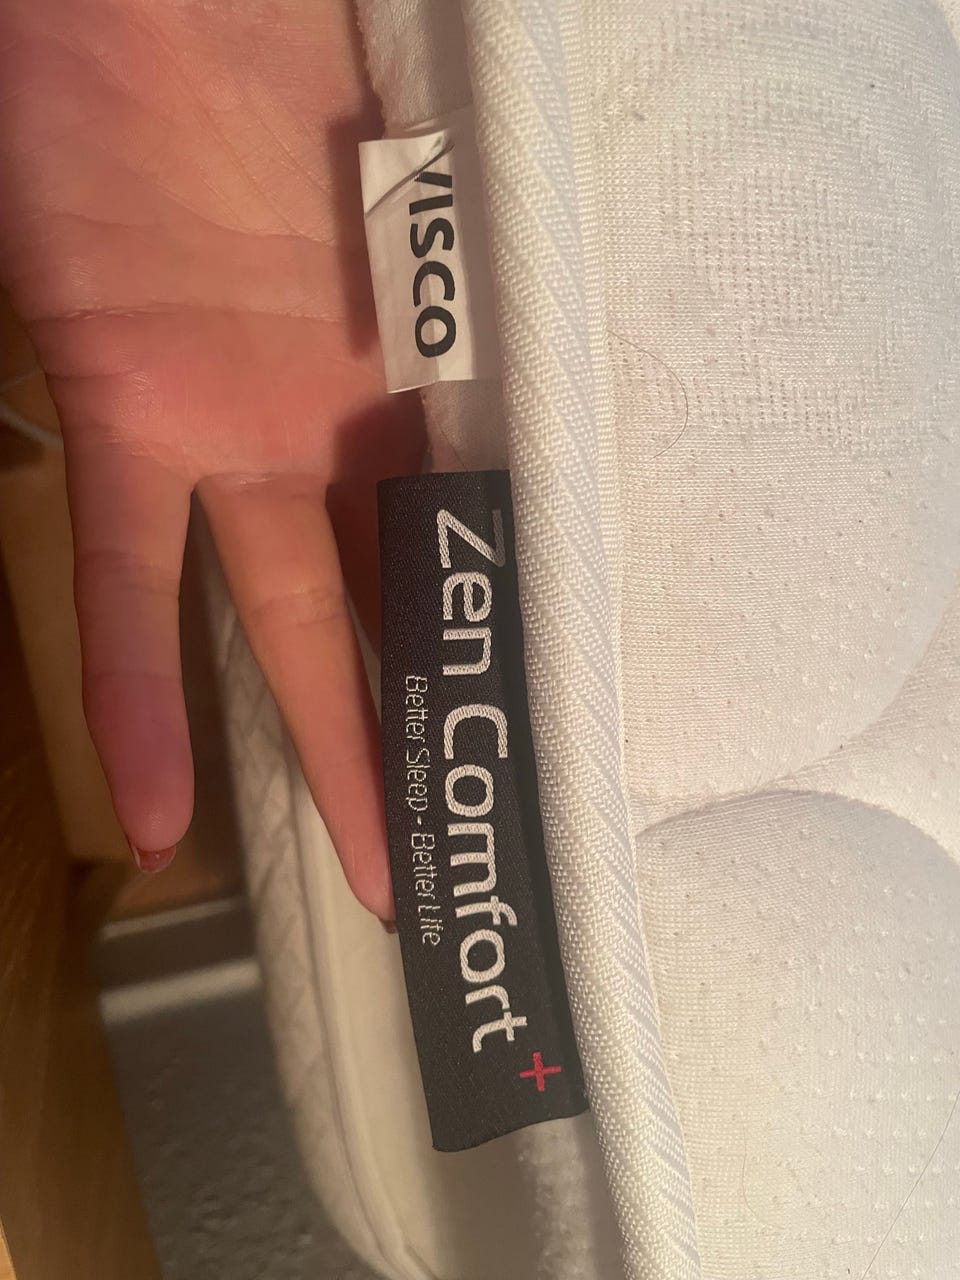 VISCO
Zen Comfort +
Better Sleep - Better Life